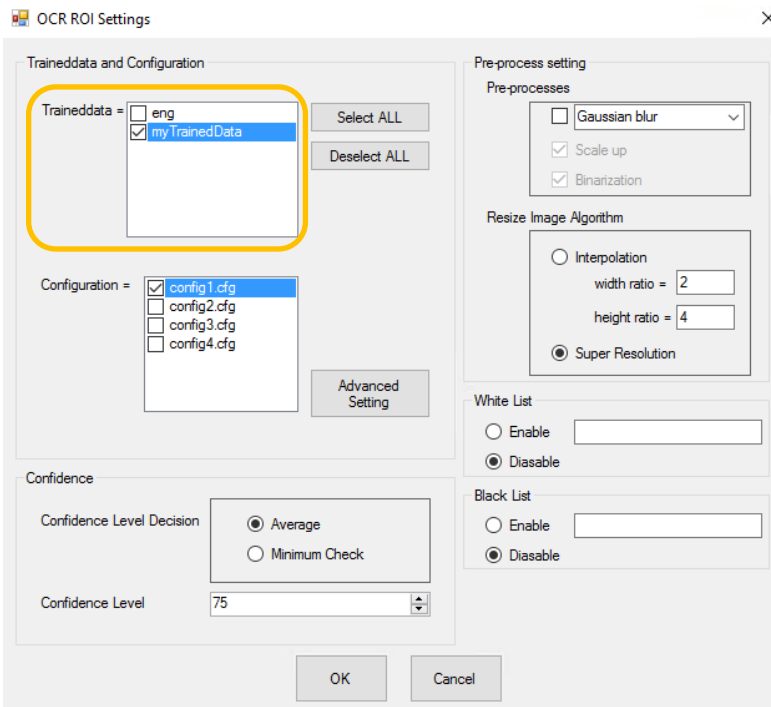 OCR ROI Settings
Traineddata and Configuration
Traineddata =
eng
myTrainedData
Select ALL
Deselect ALL
Configuration =
config1.cfg
config2.cfg
config3.cfg
config4.cfg
Advanced
Setting
Confidence
Confidence Level Decision
Average
Minimum Check
Confidence Level
75
Pre-process setting
Pre-processes
Gaussian blur
Scale up
Binarization
Resize Image Algorithm
Interpolation
width ratio = 2
height ratio = 4
Super Resolution
White List
Enable
Diasable
Black List
Enable
Diasable
OK
Cancel